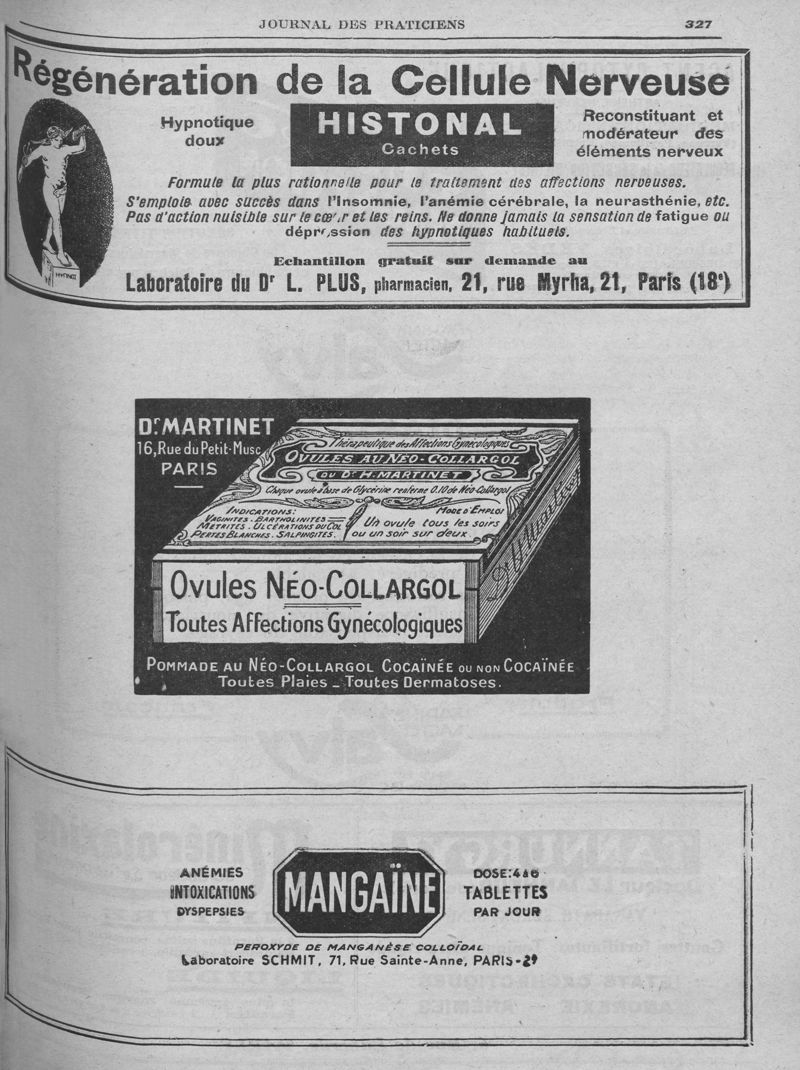 JOURNAL DES PRATICIENS 327
Régénération de la Cellule Nerveuse
Hypnotique
doux
HISTONAL
Cachets
Reconstituant et
modérateur des
éléments nerveux
Formule la plus rationnelle pour le traitement des affections nerveuses.
S'emploie avec succès dans l'Insomnie, l'anémie cérébrale, la neurasthénie, etc.
Pas d'action nuisible sur le cœur et les reins. Ne donne jamais la sensation de fatigue ou
dépression des hypnotiques habituels.
HYPNOS
Echantillon gratuit sur demande au
Laboratoire du Dr L. PLUS, pharmacien, 21, rue Myrha, 21, Paris (18e)
Dr. MARTINET
16, Rue du Petit-Musc
PARIS
Thérapeutique des Affections Gynécologiques
OVULES AU NÉO-COLLARGOL
DU Dr H. MARTINET
Chaque ovule à base de Glycérine renferme 0.10 de Néo-Collargol
INDICATIONS:
VAGINITES. BARTHOLINITES
MÉTRITES. ULCÉRATIONS DU COL
PERTES BLANCHES. SALPINGITES.
MODE D'EMPLOI
Un ovule tous les soirs
ou un soir sur deux
Dr H. Martinet
OVULES NÉO-COLLARGOL
Toutes Affections Gynécologiques
POMMADE AU NÉO-COLLARGOL COCAÏNÉE OU NON COCAÏNÉE
Toutes Plaies _ Toutes Dermatoses.
ANÉMIES
INTOXICATIONS
DYSPEPSIES
MANGAÏNE
DOSE: 4 à 6
TABLETTES
PAR JOUR
PEROXYDE DE MANGANÈSE COLLOÏDAL
Laboratoire SCHMIT, 71, Rue Sainte-Anne, PARIS-2e